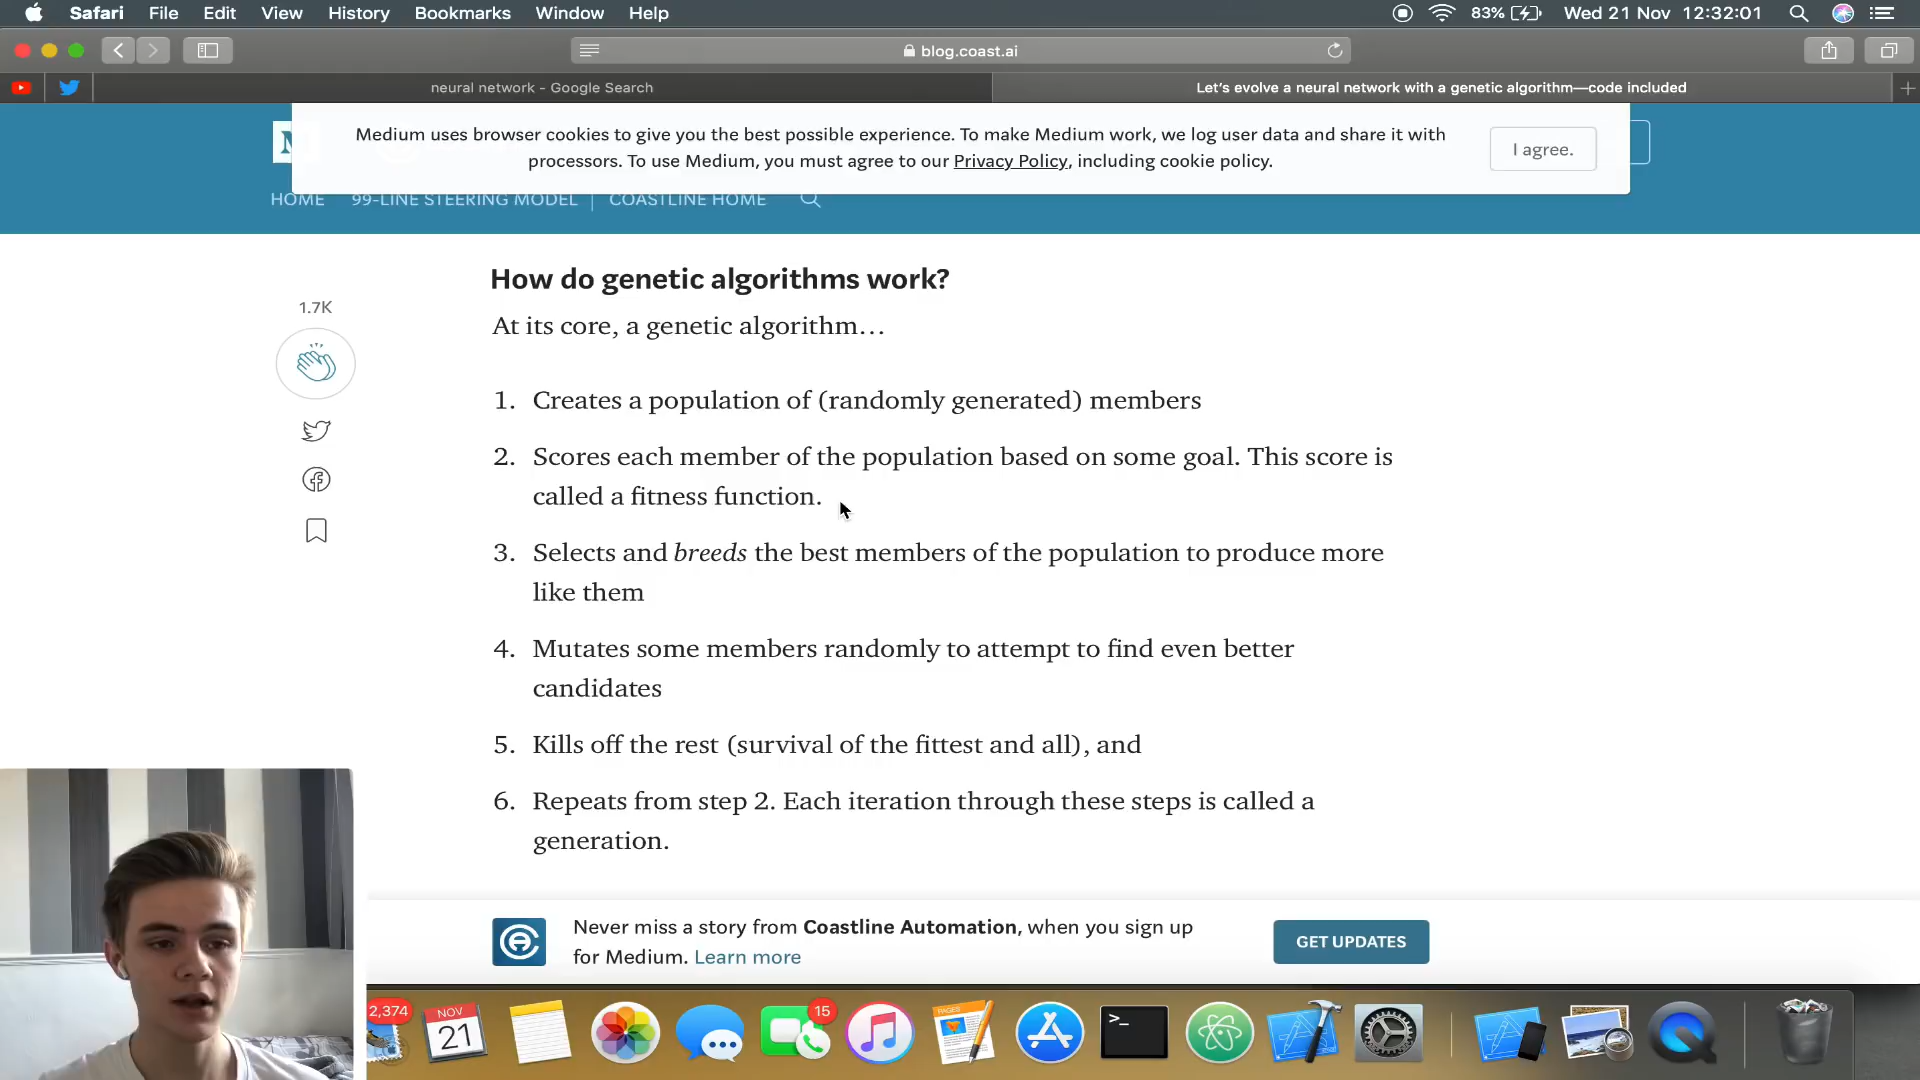 Safari File Edit View History Bookmarks Window Help 83% Wed 21 Nov 12:32:01
blog.coast.ai
neural network - Google Search
Let's evolve a neural network with a genetic algorithm—code included
Medium uses browser cookies to give you the best possible experience. To make Medium work, we log user data and share it with
processors. To use Medium, you must agree to our Privacy Policy, including cookie policy.
I agree.
HOME 99-LINE STEERING MODEL COASTLINE HOME
How do genetic algorithms work?
At its core, a genetic algorithm…
1.7K
1. Creates a population of (randomly generated) members
2. Scores each member of the population based on some goal. This score is
called a fitness function.
3. Selects and breeds the best members of the population to produce more
like them
4. Mutates some members randomly to attempt to find even better
candidates
5. Kills off the rest (survival of the fittest and all), and
6. Repeats from step 2. Each iteration through these steps is called a
generation.
Never miss a story from Coastline Automation, when you sign up
for Medium. Learn more
GET UPDATES
2,374
NOV
21
15
PAGES
>_